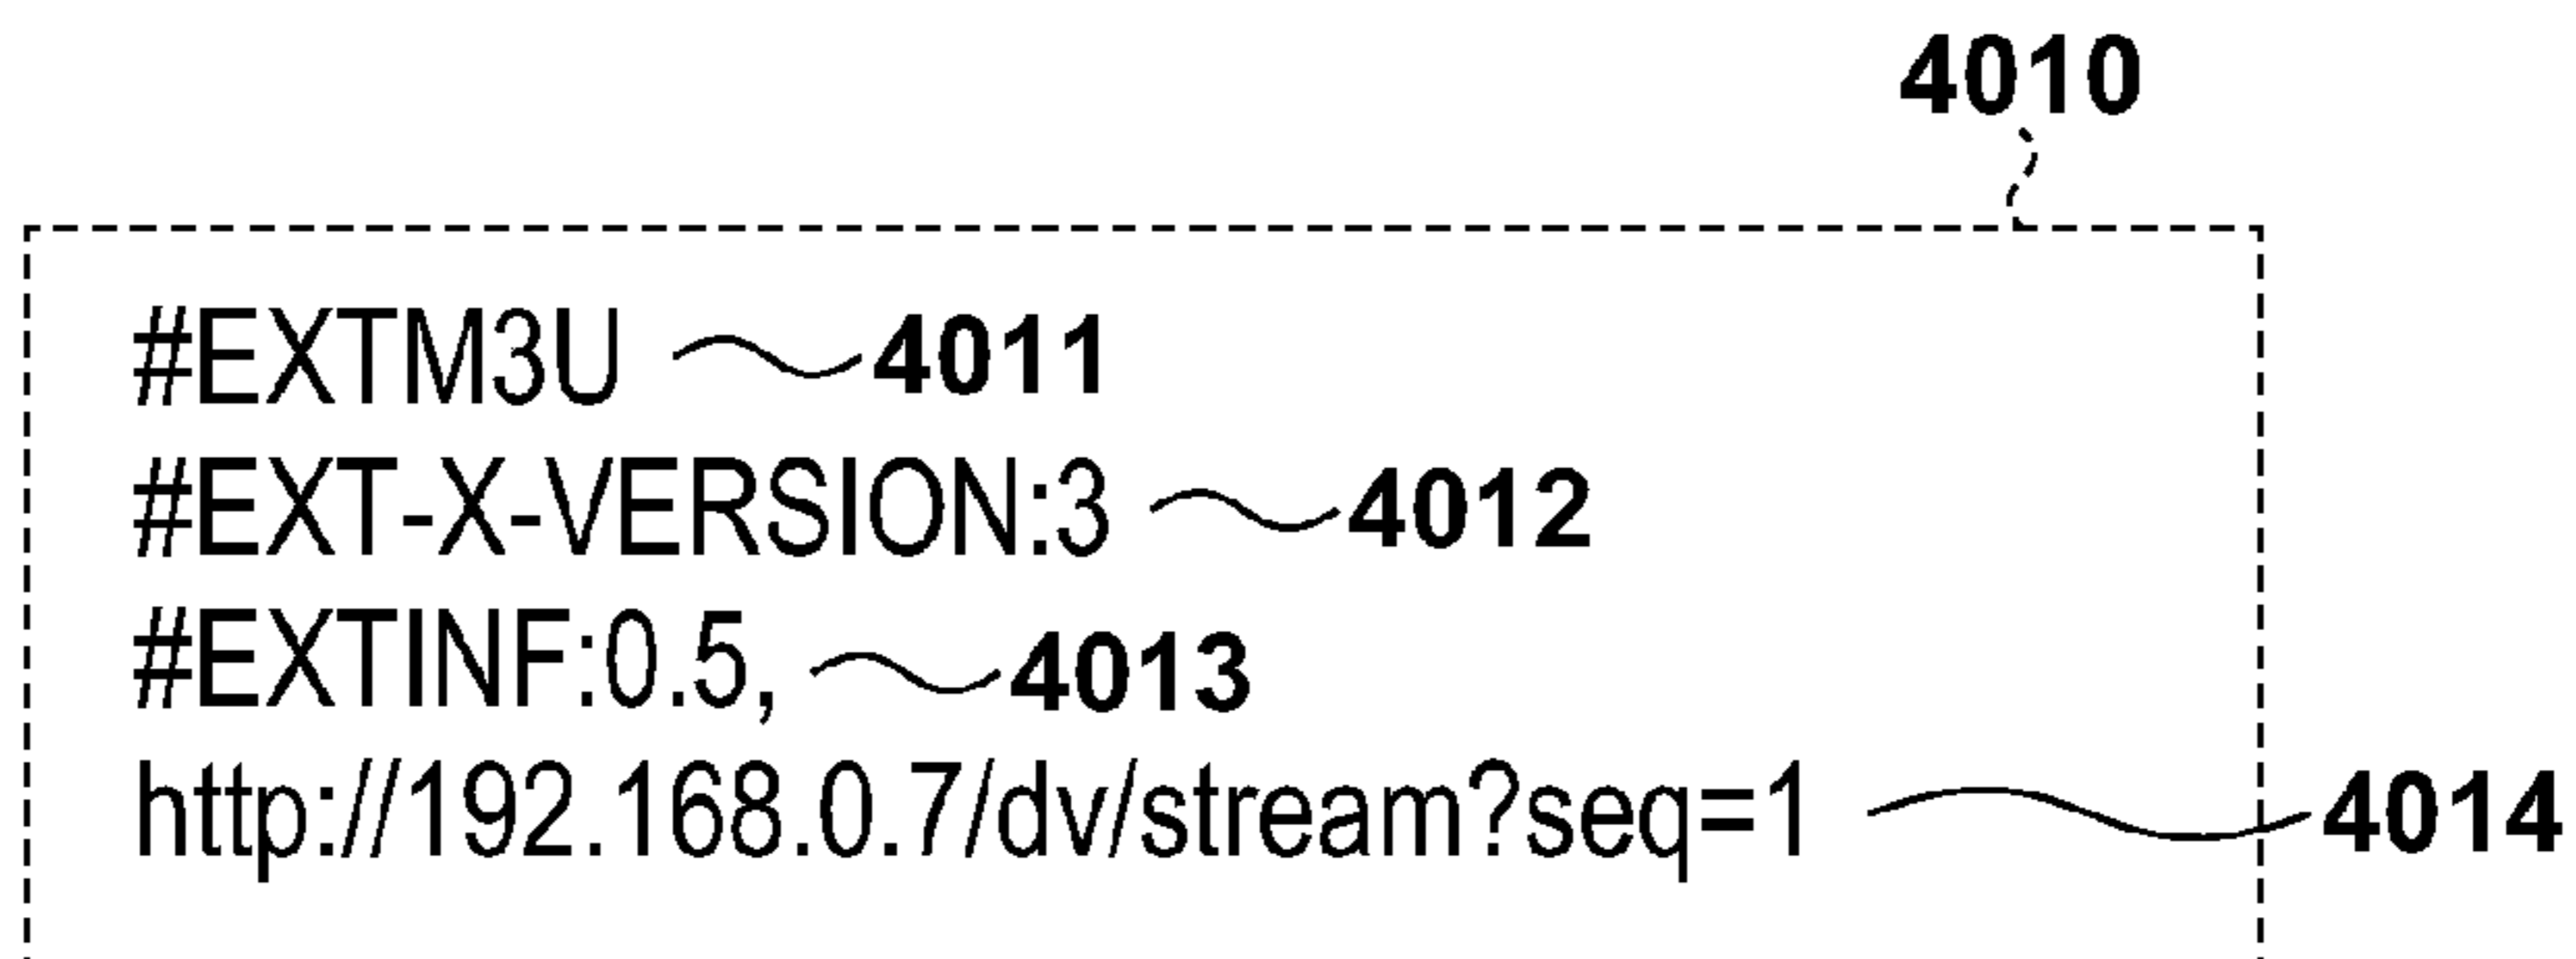 4010
#EXTM3U 4011
#EXT-X-VERSION:3 4012
#EXTINF:0.5, 4013
http://192.168.0.7/dv/stream?seq=1 4014